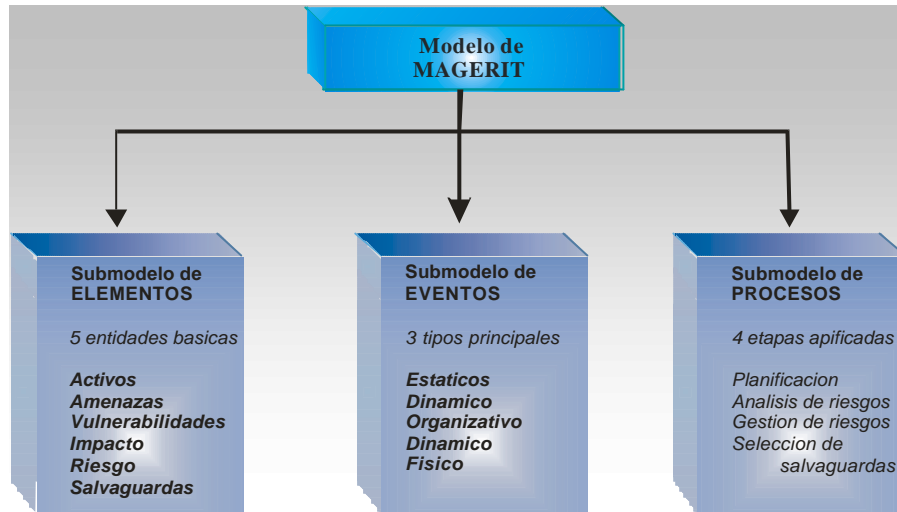 Modelo de
MAGERIT
Submodelo de
ELEMENTOS
5 entidades basicas
Activos
Amenazas
Vulnerabilidades
Impacto
Riesgo
Salvaguardas
Submodelo de
EVENTOS
3 tipos principales
Estaticos
Dinamico
Organizativo
Dinamico
Fisico
Submodelo de
PROCESOS
4 etapas apificadas
Planificacion
Analisis de riesgos
Gestion de riesgos
Seleccion de
salvaguardas